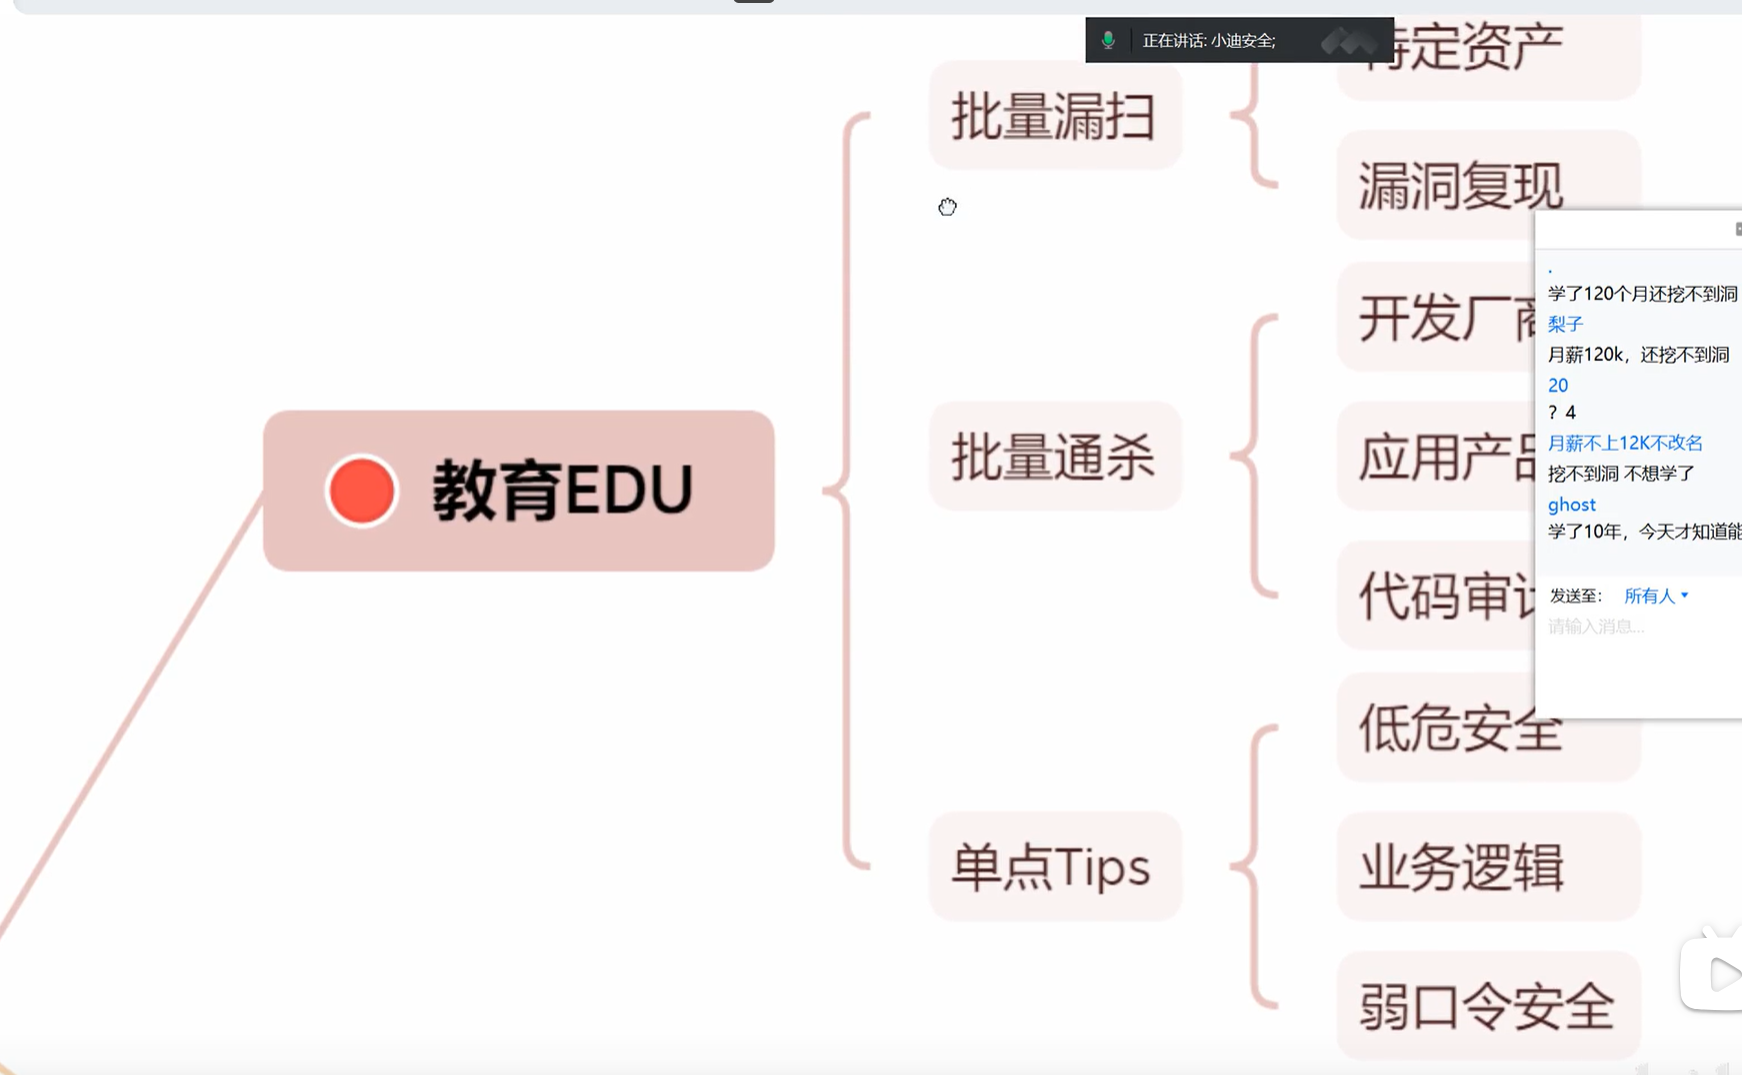 正在讲话: 小迪安全;
特定资产
批量漏扫
漏洞复现
开发厂商
教育EDU
批量通杀
应用产品
代码审计
低危安全
单点Tips
业务逻辑
弱口令安全
.
学了120个月还挖不到洞
梨子
月薪120k，还挖不到洞
20
? 4
月薪不上12K不改名
挖不到洞 不想学了
ghost
学了10年，今天才知道能
发送至： 所有人
请输入消息...